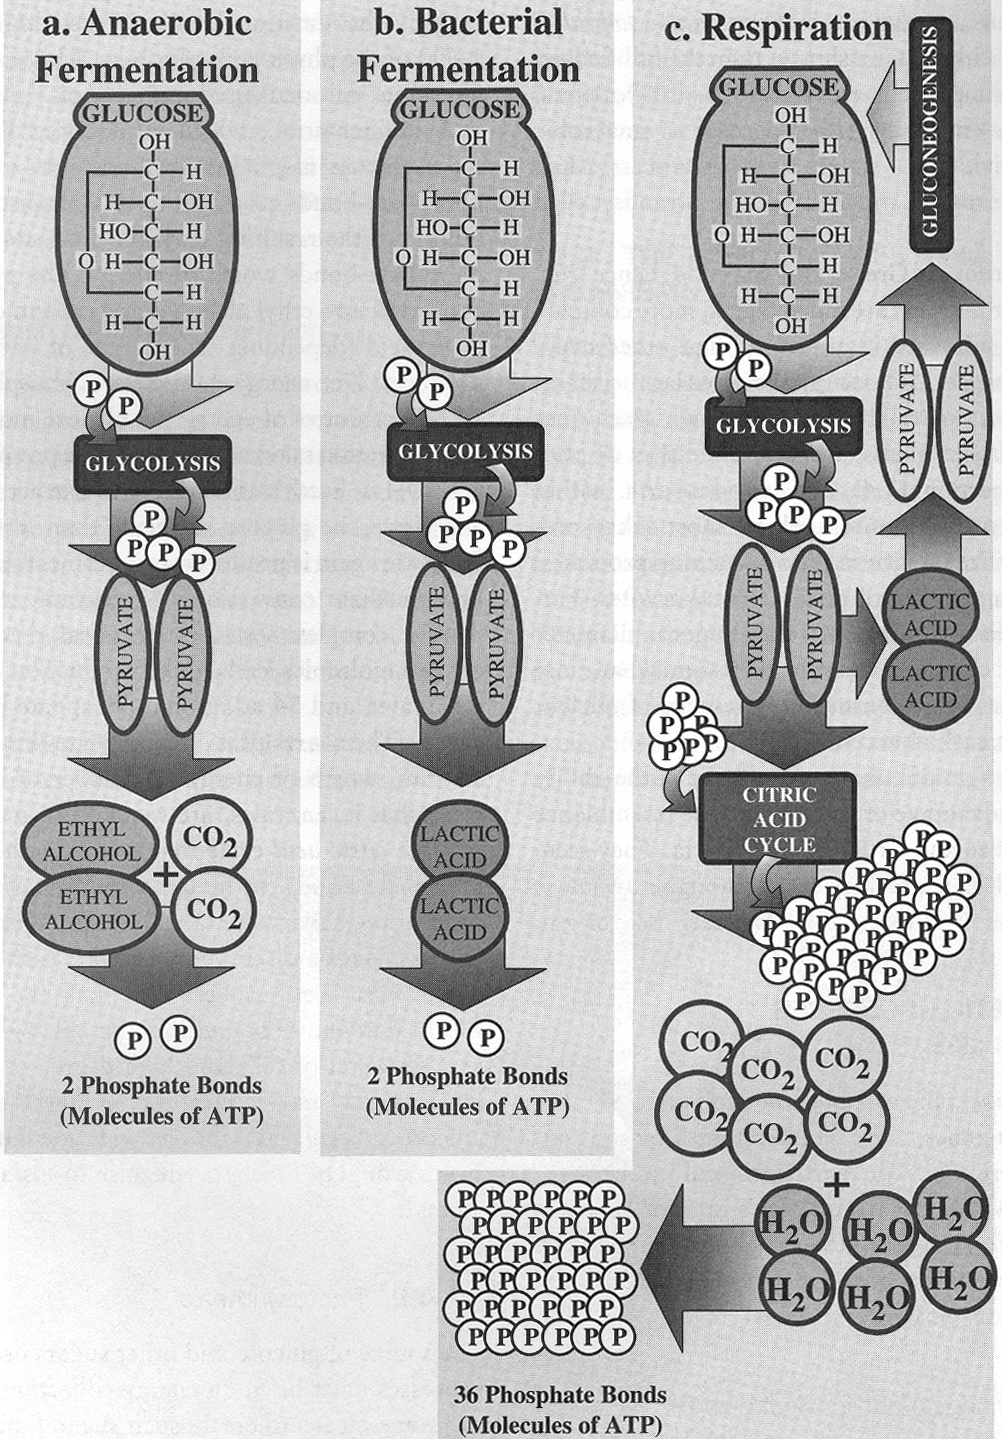 a. Anaerobic
Fermentation
GLUCOSE
OH
C H
H C OH
HO C H
O H C OH
C H
H C H
OH
P
P
GLYCOLYSIS
P
P P P
PYRUVATE PYRUVATE
ETHYL
ALCOHOL
ETHYL
ALCOHOL
+
CO2
CO2
P P
2 Phosphate Bonds
(Molecules of ATP)
b. Bacterial
Fermentation
GLUCOSE
OH
C H
H C OH
HO C H
O H C OH
C H
H C H
OH
P
P
GLYCOLYSIS
P
P P P
PYRUVATE PYRUVATE
LACTIC
ACID
LACTIC
ACID
P P
2 Phosphate Bonds
(Molecules of ATP)
c. Respiration
GLUCOSE
OH
C H
H C OH
HO C H
O H C OH
C H
H C H
OH
GLUCONEOGENESIS
P
P
GLYCOLYSIS
P
P P P
PYRUVATE PYRUVATE
LACTIC
ACID
LACTIC
ACID
PYRUVATE PYRUVATE
P
P P
P P P
CITRIC
ACID
CYCLE
P P
P P P P
P P P P P
P P P P P P
P P P P P
P P P P
P P
CO2 CO2 CO2
CO2 CO2 CO2
+
H2O H2O H2O
H2O H2O H2O
P P P P P P
P P P P P P
P P P P P P
P P P P P P
P P P P P P
P P P P P P
36 Phosphate Bonds
(Molecules of ATP)